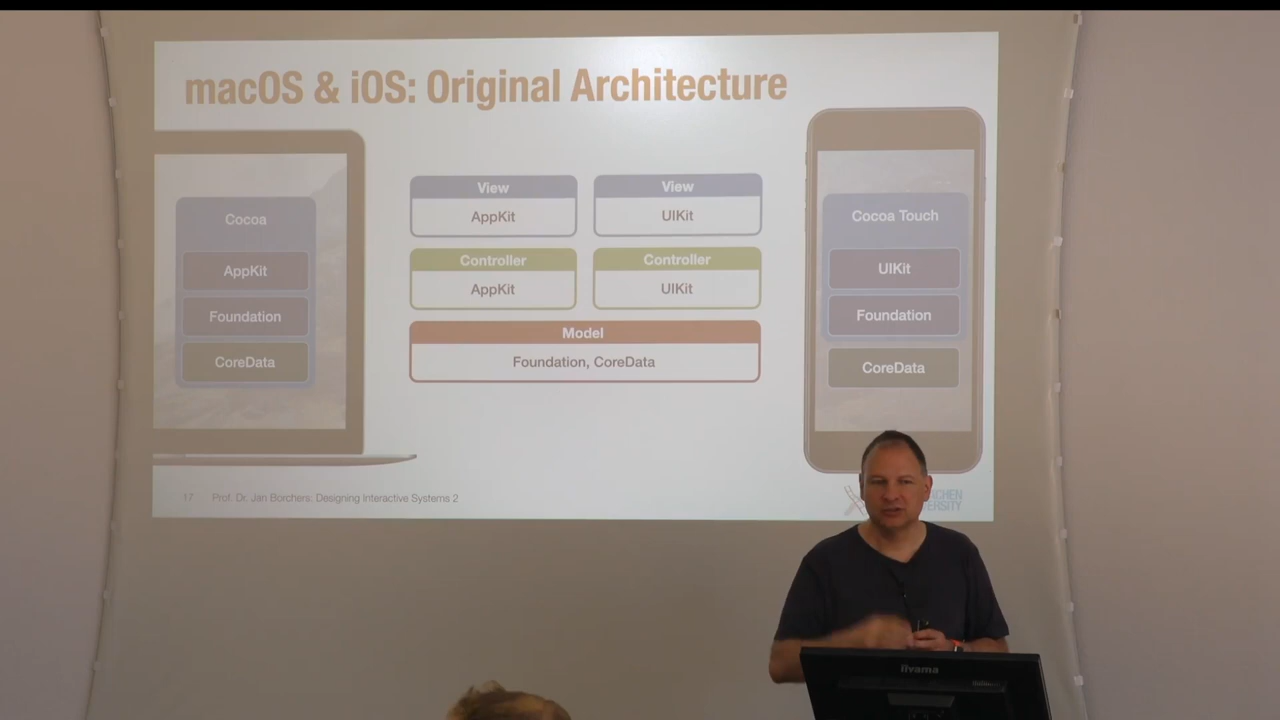 macOS & iOS: Original Architecture
Cocoa
AppKit
Foundation
CoreData
View
AppKit
View
UIKit
Controller
AppKit
Controller
UIKit
Model
Foundation, CoreData
Cocoa Touch
UIKit
Foundation
CoreData
17 Prof. Dr. Jan Borchers: Designing Interactive Systems 2
iiyama